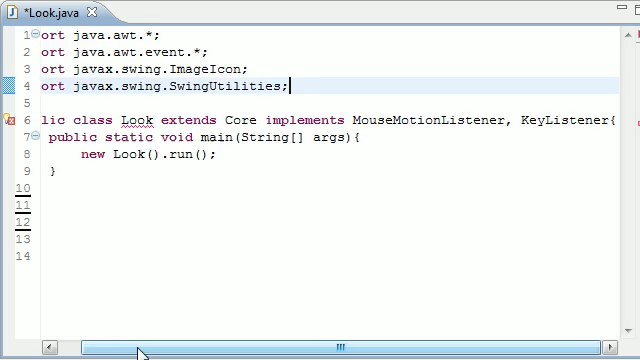 *Look.java
1 ort java.awt.*;
2 ort java.awt.event.*;
3 ort javax.swing.ImageIcon;
4 ort javax.swing.SwingUtilities;
5
6 lic class Look extends Core implements MouseMotionListener, KeyListener{
7 public static void main(String[] args){
8 new Look().run();
9 }
10
11
12
13
14